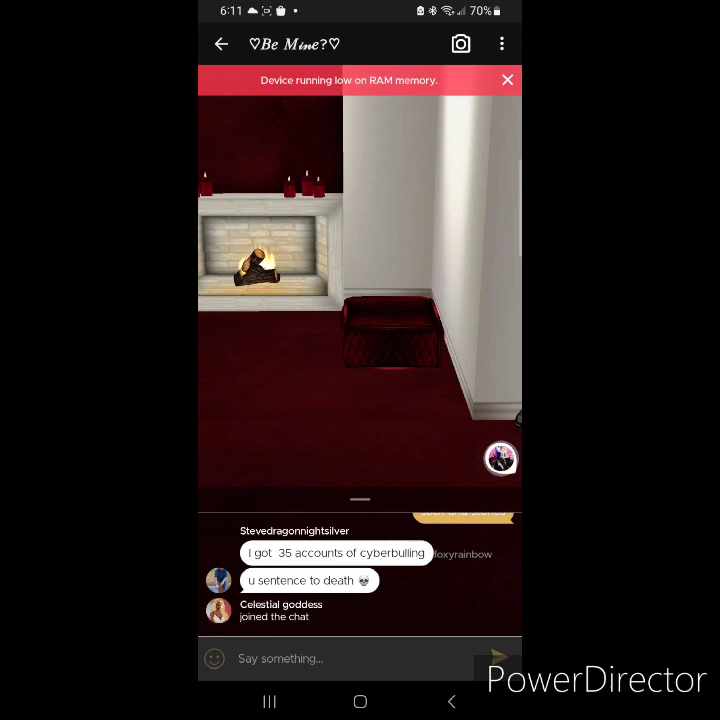 6:11
70%
♡Be Mine?♡
Device running low on RAM memory.
Stevedragonnightsilver
I got 35 accounts of cyberbulling
foxyrainbow
u sentence to death 💀
Celestial goddess
joined the chat
Say something...
PowerDirector